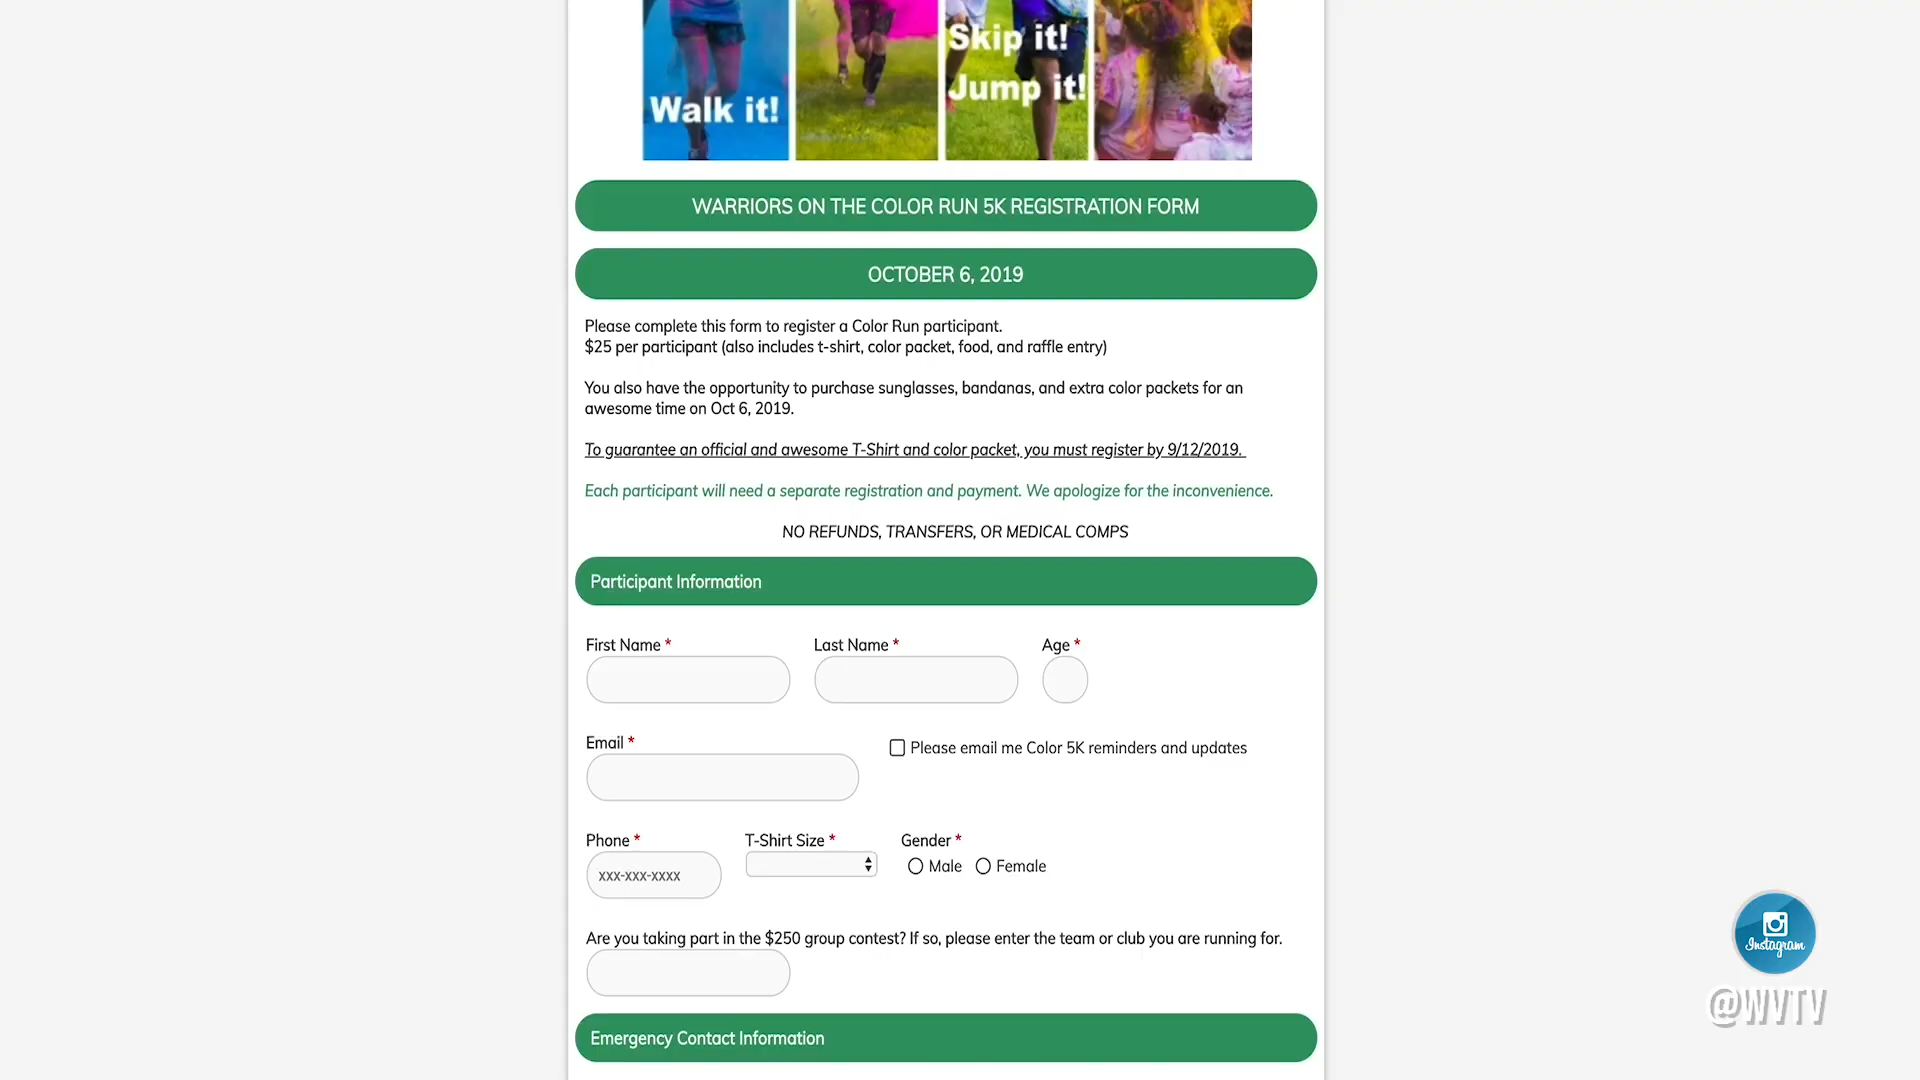 Skip it!
Jump it!
Walk it!
WARRIORS ON THE COLOR RUN 5K REGISTRATION FORM
OCTOBER 6, 2019
Please complete this form to register a Color Run participant.
$25 per participant (also includes t-shirt, color packet, food, and raffle entry)
You also have the opportunity to purchase sunglasses, bandanas, and extra color packets for an
awesome time on Oct 6, 2019.
To guarantee an official and awesome T-Shirt and color packet, you must register by 9/12/2019.
Each participant will need a separate registration and payment. We apologize for the inconvenience.
NO REFUNDS, TRANSFERS, OR MEDICAL COMPS
Participant Information
First Name * Last Name * Age *
Email *
Please email me Color 5K reminders and updates
Phone * T-Shirt Size * Gender *
xxx-xxx-xxxx
Male Female
Are you taking part in the $250 group contest? If so, please enter the team or club you are running for.
Emergency Contact Information
Instagram
@WVTV